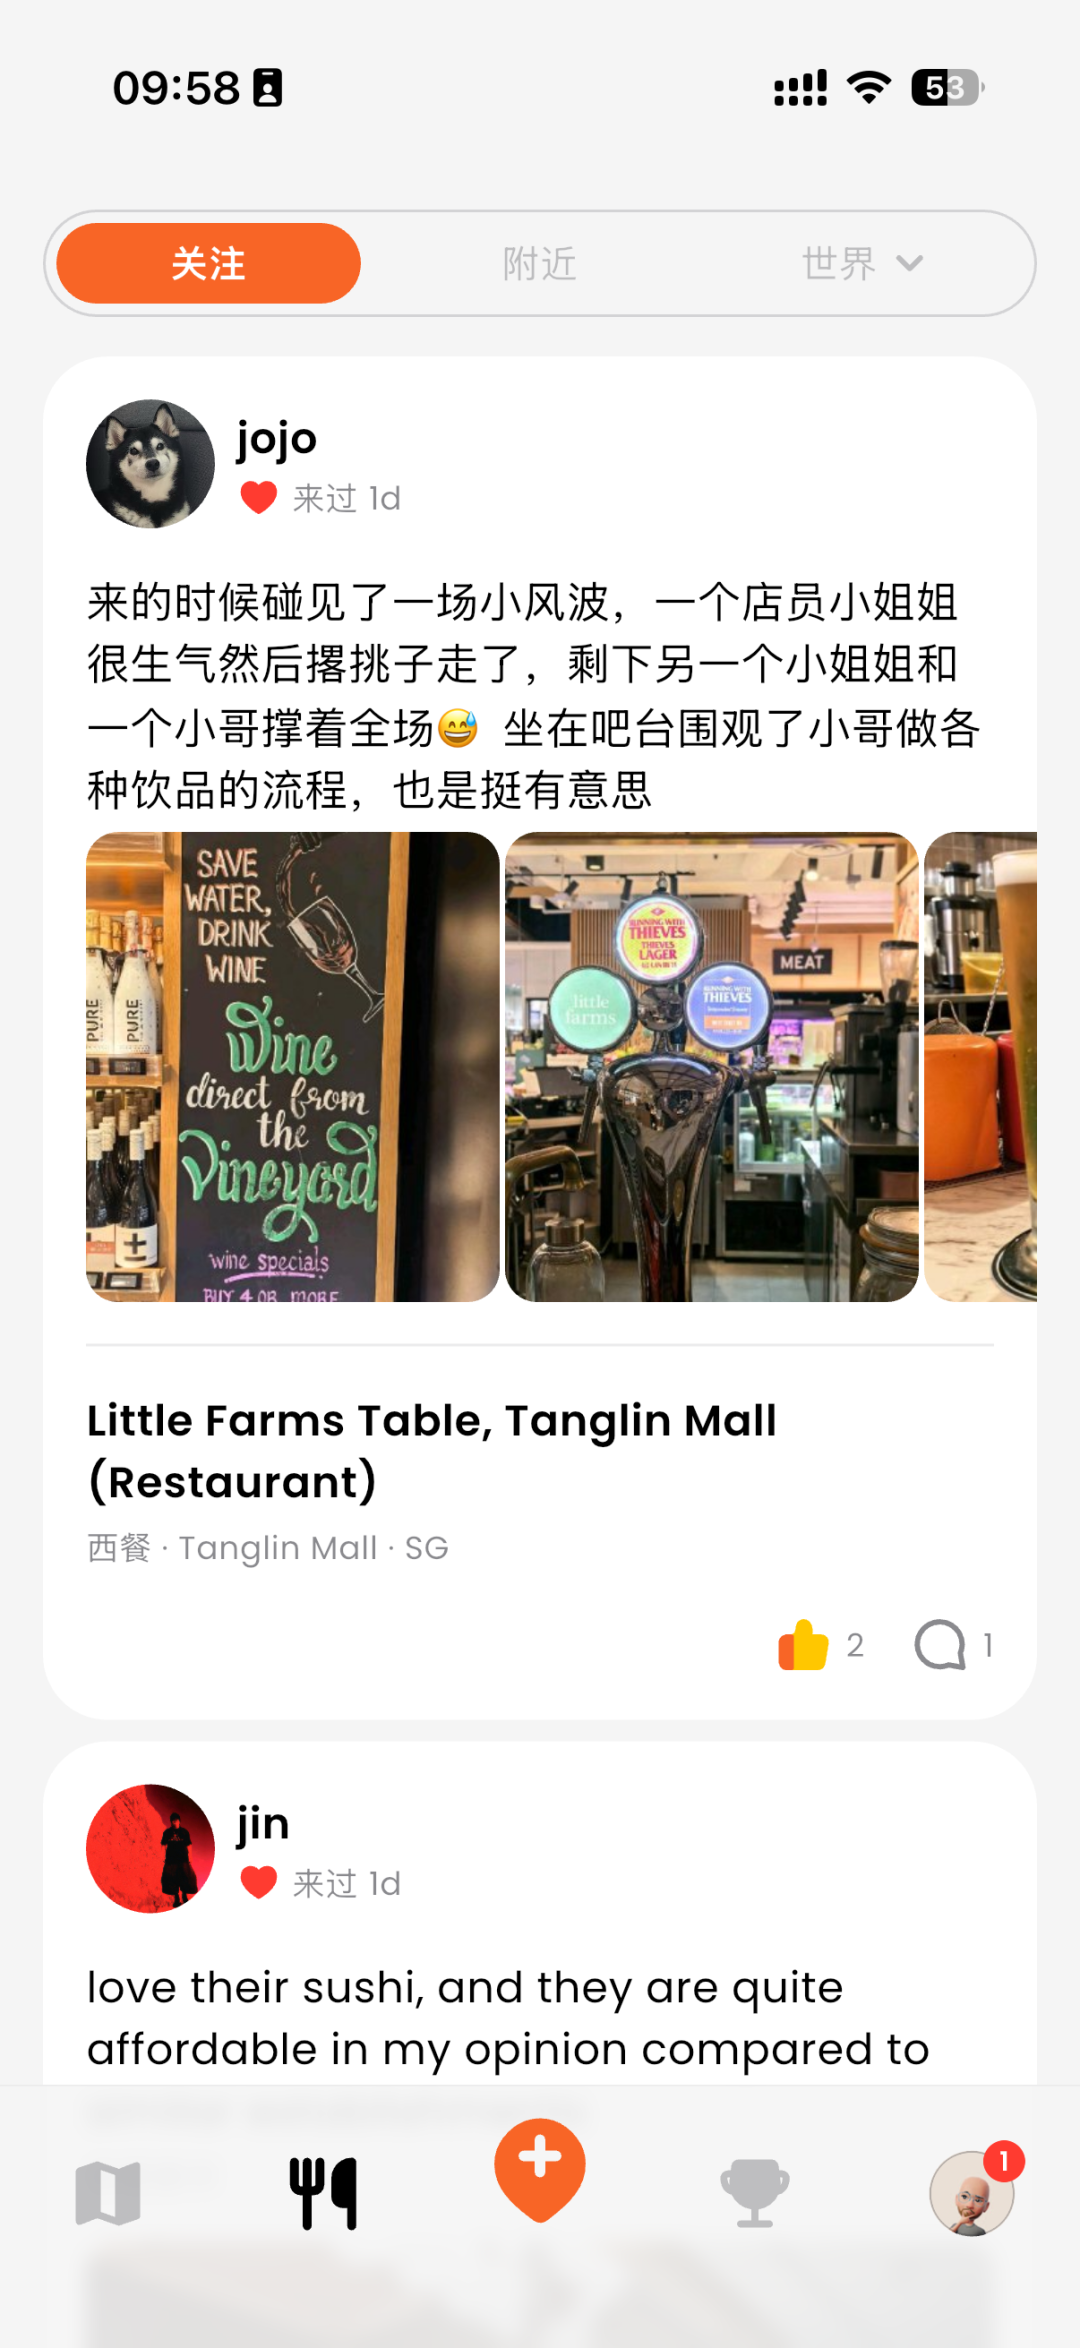 09:58
53
关注
附近
世界
jojo
来过 1d
来的时候碰见了一场小风波，一个店员小姐姐
很生气然后撂挑子走了，剩下另一个小姐姐和
一个小哥撑着全场😅 坐在吧台围观了小哥做各
种饮品的流程，也是挺有意思
SAVE
WATER,
DRINK
WINE
Wine
direct from
the
Vineyard
wine specials
BUY 4 OR MORE
PURE
PURE
RUNNING WITH
THIEVES
THIEVES
LAGER
MEAT
little
farms
RUNNING WITH
THIEVES
Little Farms Table, Tanglin Mall
(Restaurant)
西餐 · Tanglin Mall · SG
2
1
jin
来过 1d
love their sushi, and they are quite
affordable in my opinion compared to
1